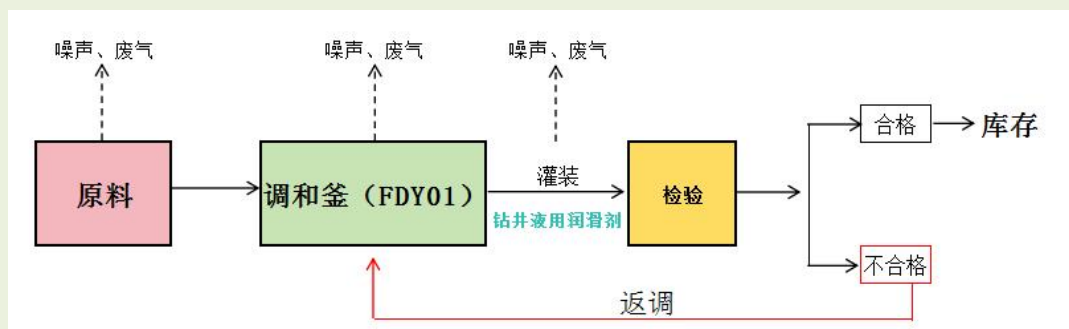 噪声、废气
噪声、废气
噪声、废气
原料
调和釜（FDY01）
灌装
钻井液用润滑剂
检验
合格
库存
不合格
返调